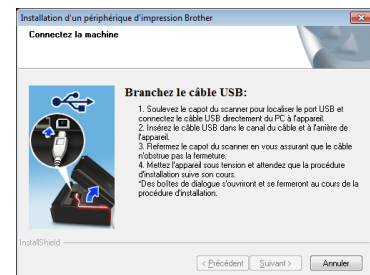 Installation d'un périphérique d'impression Brother
Connectez la machine
Branchez le câble USB:
1. Soulevez le capot du scanner pour localiser le port USB et
connectez le câble USB directement du PC à l'appareil.
2. Insérez le câble USB dans le canal du câble et à l'arrière de
l'appareil.
3. Refermez le capot du scanner en vous assurant que le câble
n'obstrue pas la fermeture.
4. Mettez l'appareil sous tension et attendez que la procédure
d'installation suive son cours.
*Des boîtes de dialogue s'ouvriront et se fermeront au cours de la
procédure d'installation.
InstallShield
< Précédent Suivant > Annuler